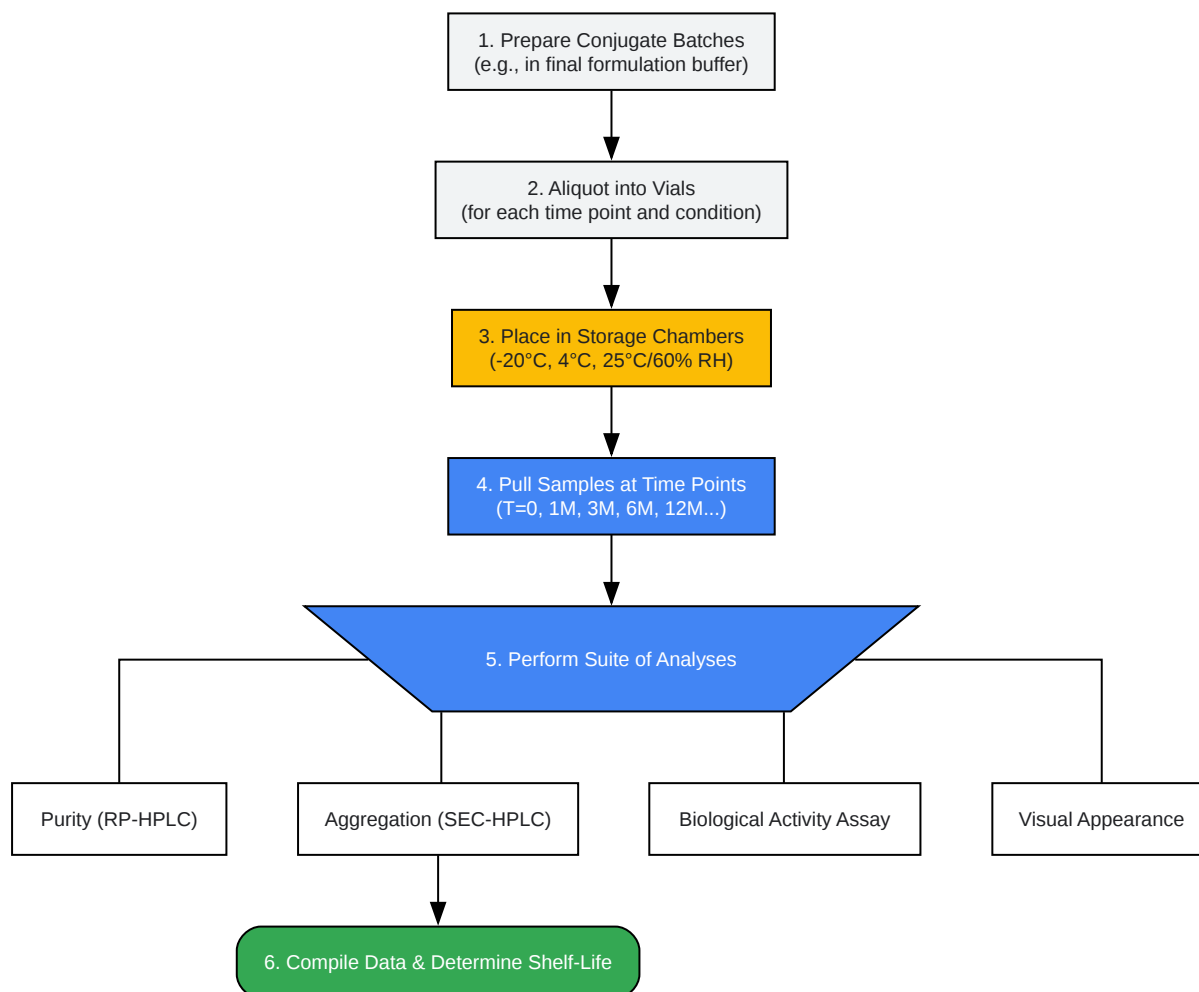 1. Prepare Conjugate Batches
(e.g., in final formulation buffer)
2. Aliquot into Vials
(for each time point and condition)
3. Place in Storage Chambers
(-20°C, 4°C, 25°C/60% RH)
4. Pull Samples at Time Points
(T=0, 1M, 3M, 6M, 12M...)
5. Perform Suite of Analyses
Purity (RP-HPLC)
Aggregation (SEC-HPLC)
Biological Activity Assay
Visual Appearance
6. Compile Data & Determine Shelf-Life